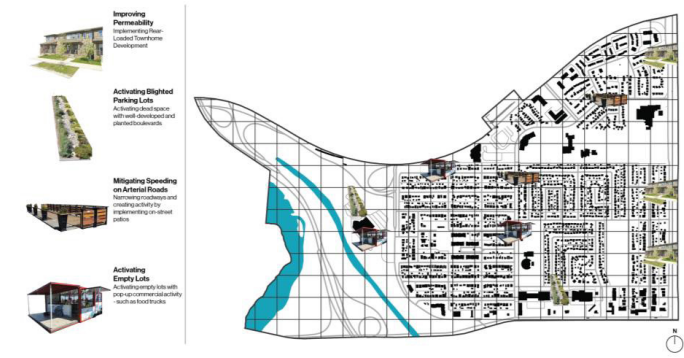 Improving
Permeability
Implementing Rear-
Loaded Townhome
Development
Activating Blighted
Parking Lots
Activating dead space
with well-developed and
planted boulevards.
Mitigating Speeding
on Arterial Roads
Narrowing roadways and
creating activity by
implementing on-street
patios
Activating
Empty Lots
Activating empty lots with
pop-up commercial activity
- such as food trucks
N